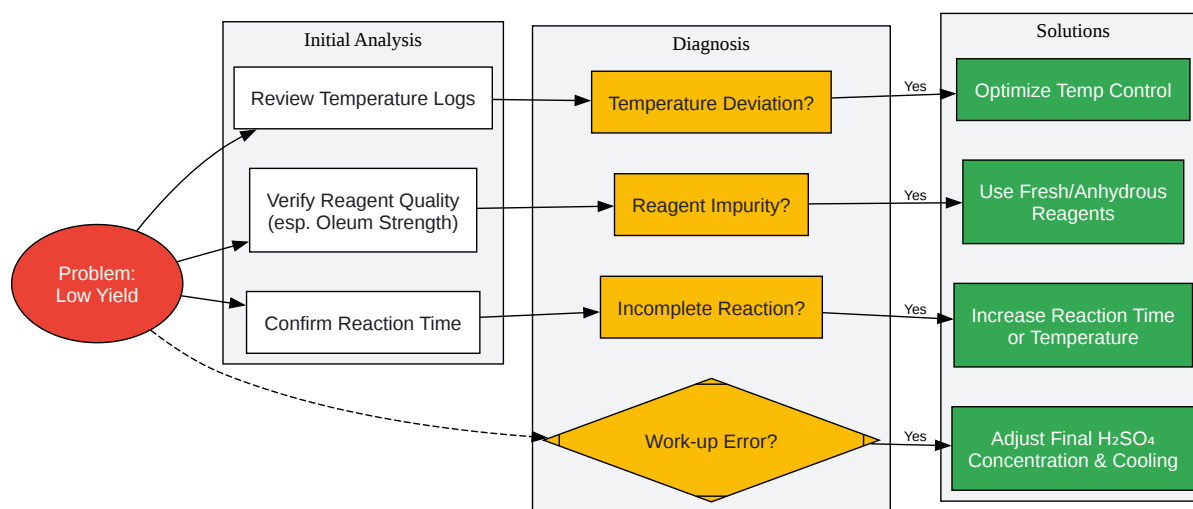 Initial Analysis
Diagnosis
Solutions
Review Temperature Logs
Temperature Deviation?
Yes
Optimize Temp Control
Verify Reagent Quality
(esp. Oleum Strength)
Reagent Impurity?
Yes
Use Fresh/Anhydrous
Reagents
Problem:
Low Yield
Confirm Reaction Time
Incomplete Reaction?
Yes
Increase Reaction Time
or Temperature
Work-up Error?
Yes
Adjust Final H₂SO₄
Concentration & Cooling